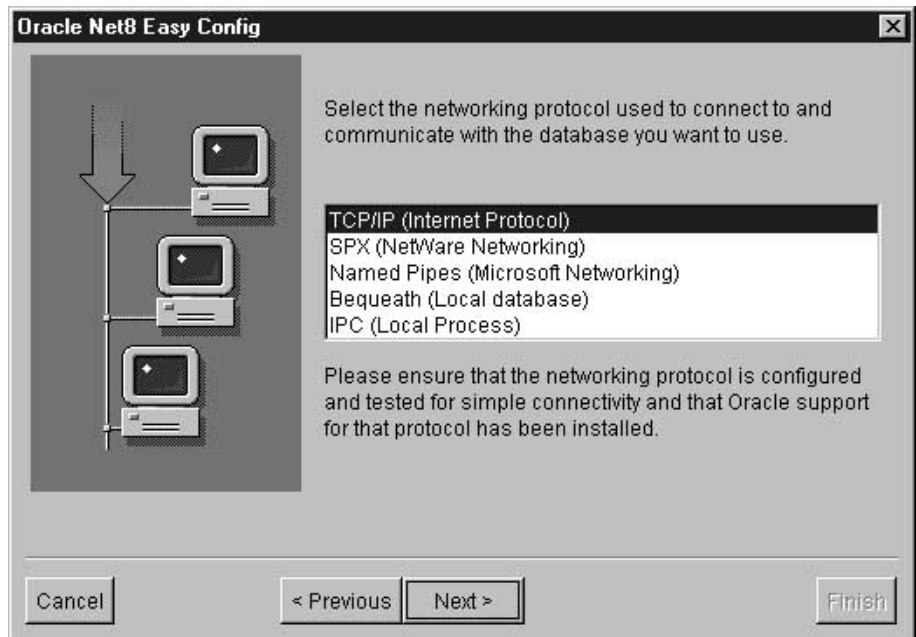 Oracle Net8 Easy Config
Select the networking protocol used to connect to and
communicate with the database you want to use.
TCP/IP (Internet Protocol)
SPX (NetWare Networking)
Named Pipes (Microsoft Networking)
Bequeath (Local database)
IPC (Local Process)
Please ensure that the networking protocol is configured
and tested for simple connectivity and that Oracle support
for that protocol has been installed.
Cancel < Previous Next > Finish